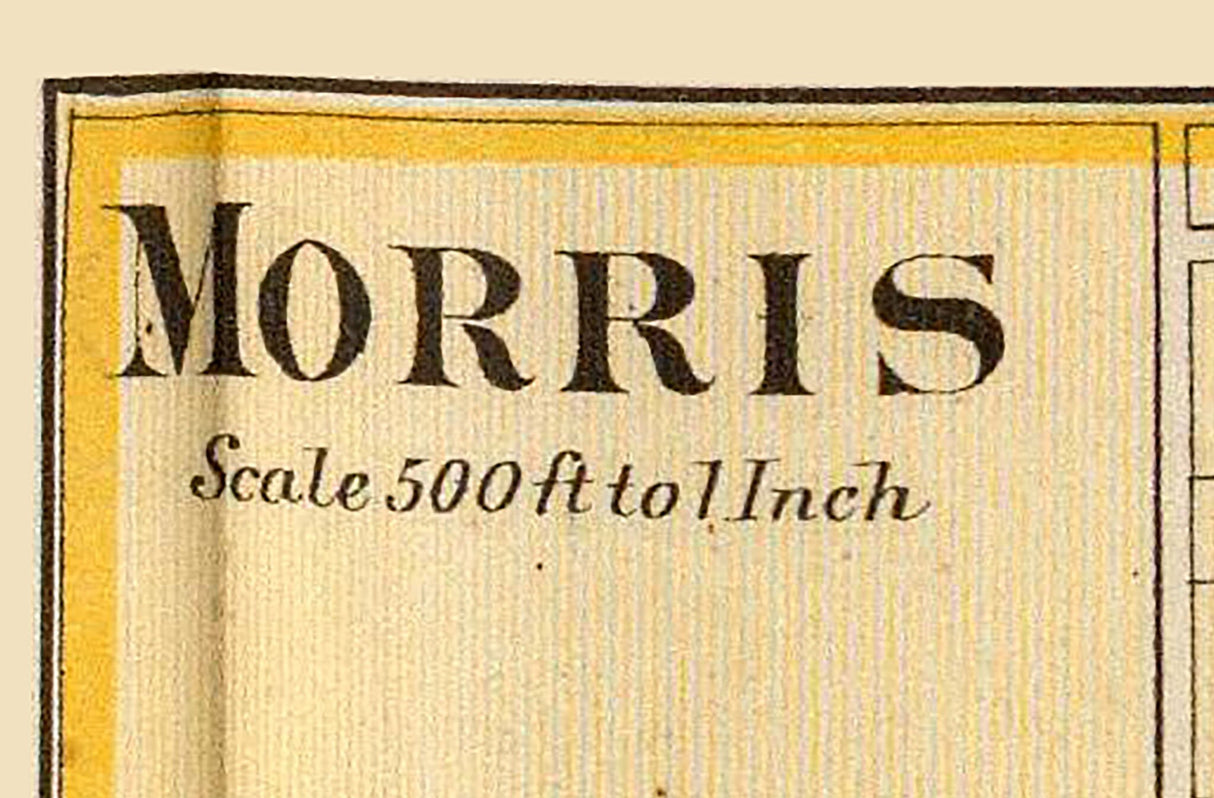 MORRIS
Scale 500 ft to 1 Inch